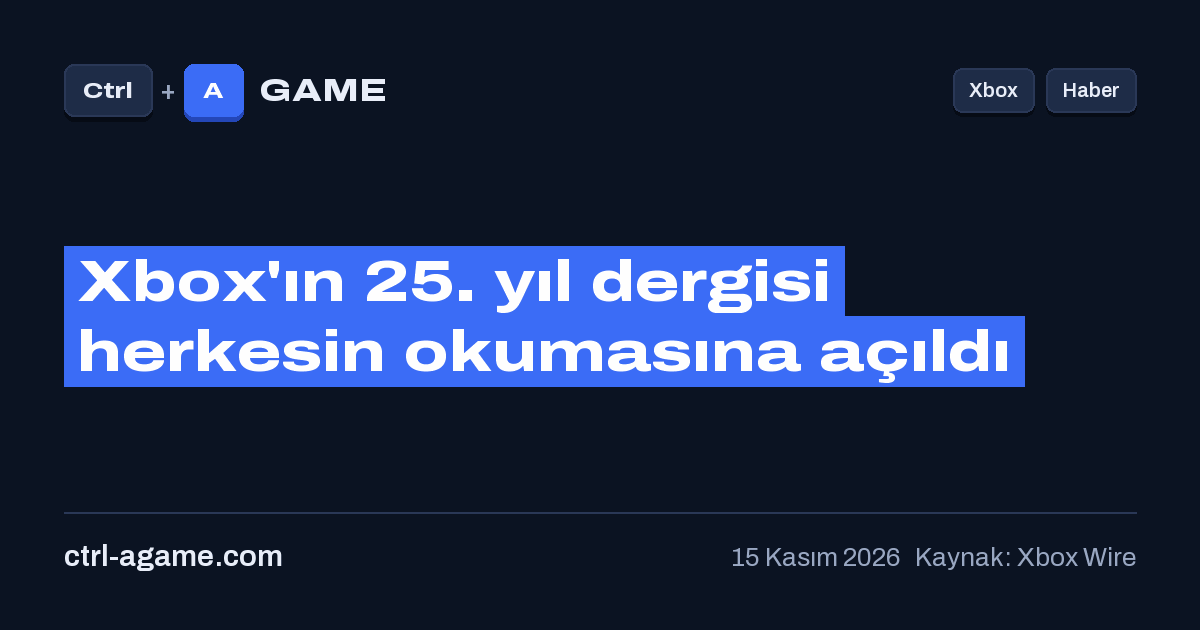 Ctrl + A GAME
Xbox Haber
Xbox'ın 25. yıl dergisi
herkesin okumasına açıldı
ctrl-agame.com
15 Kasım 2026 Kaynak: Xbox Wire